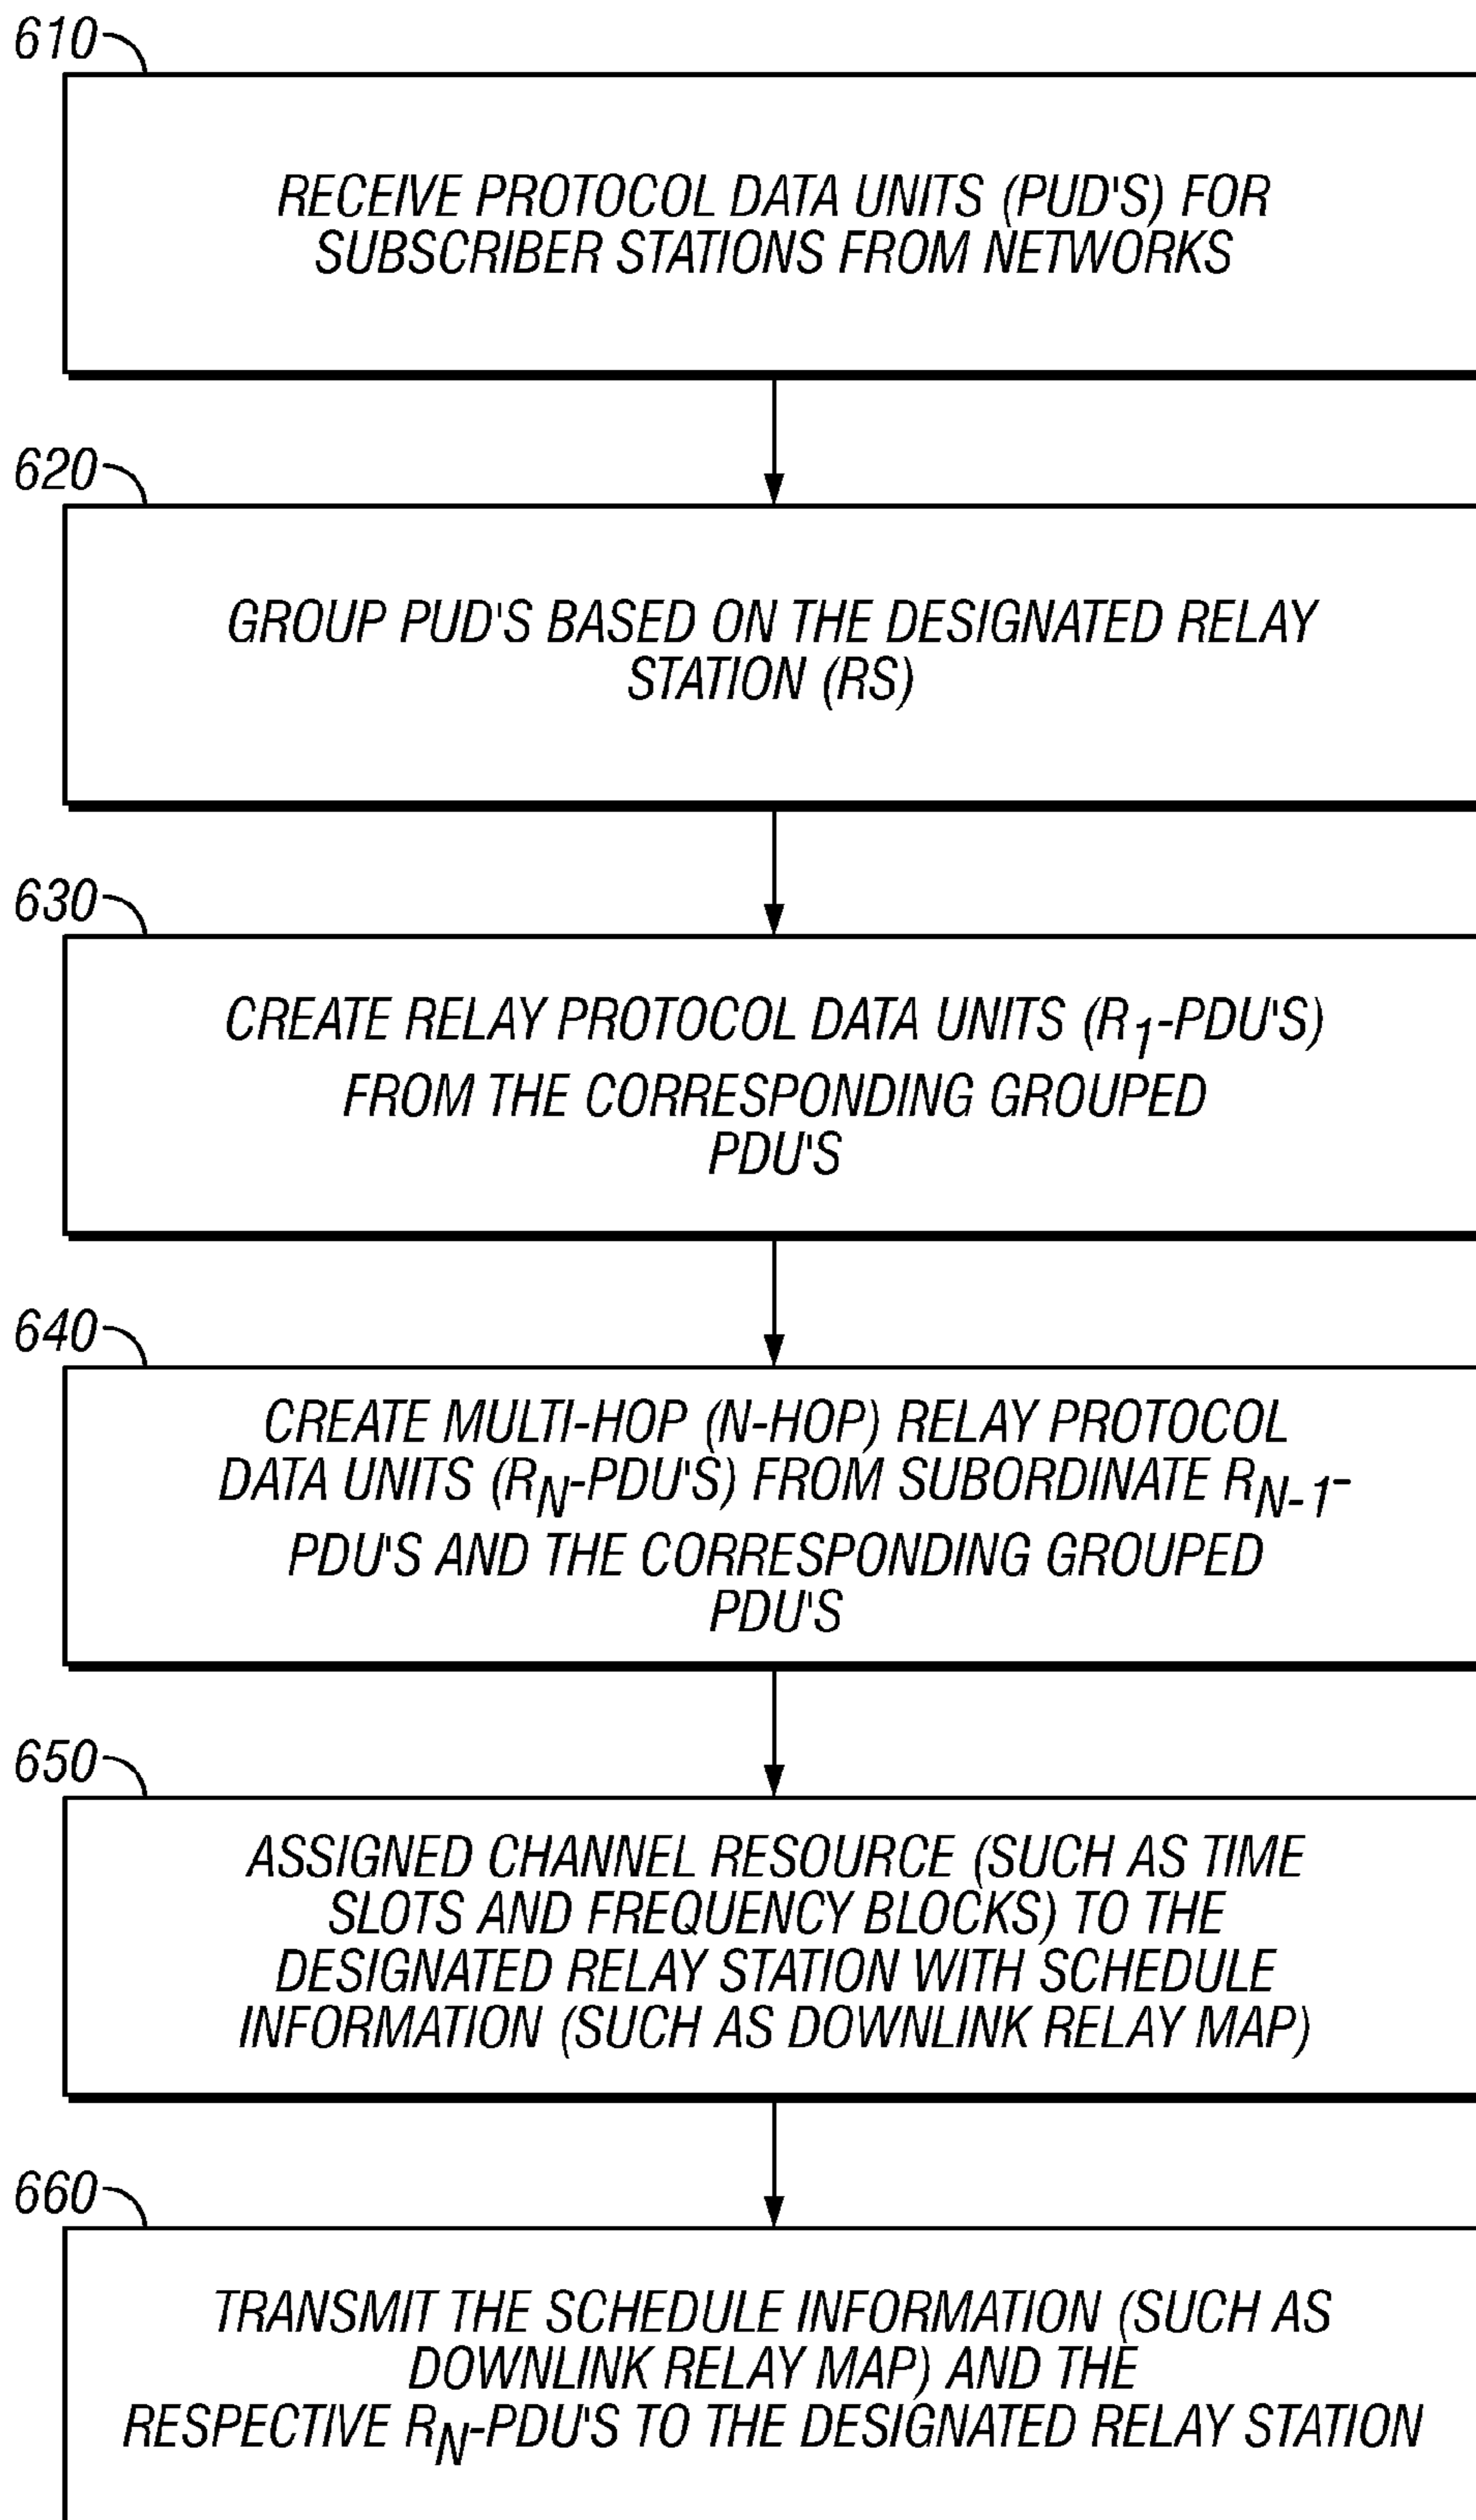 610
RECEIVE PROTOCOL DATA UNITS (PUD'S) FOR
SUBSCRIBER STATIONS FROM NETWORKS
620
GROUP PUD'S BASED ON THE DESIGNATED RELAY
STATION (RS)
630
CREATE RELAY PROTOCOL DATA UNITS (R1-PDU'S)
FROM THE CORRESPONDING GROUPED
PDU'S
640
CREATE MULTI-HOP (N-HOP) RELAY PROTOCOL
DATA UNITS (RN-PDU'S) FROM SUBORDINATE RN-1-
PDU'S AND THE CORRESPONDING GROUPED
PDU'S
650
ASSIGNED CHANNEL RESOURCE (SUCH AS TIME
SLOTS AND FREQUENCY BLOCKS) TO THE
DESIGNATED RELAY STATION WITH SCHEDULE
INFORMATION (SUCH AS DOWNLINK RELAY MAP)
660
TRANSMIT THE SCHEDULE INFORMATION (SUCH AS
DOWNLINK RELAY MAP) AND THE
RESPECTIVE RN-PDU'S TO THE DESIGNATED RELAY STATION